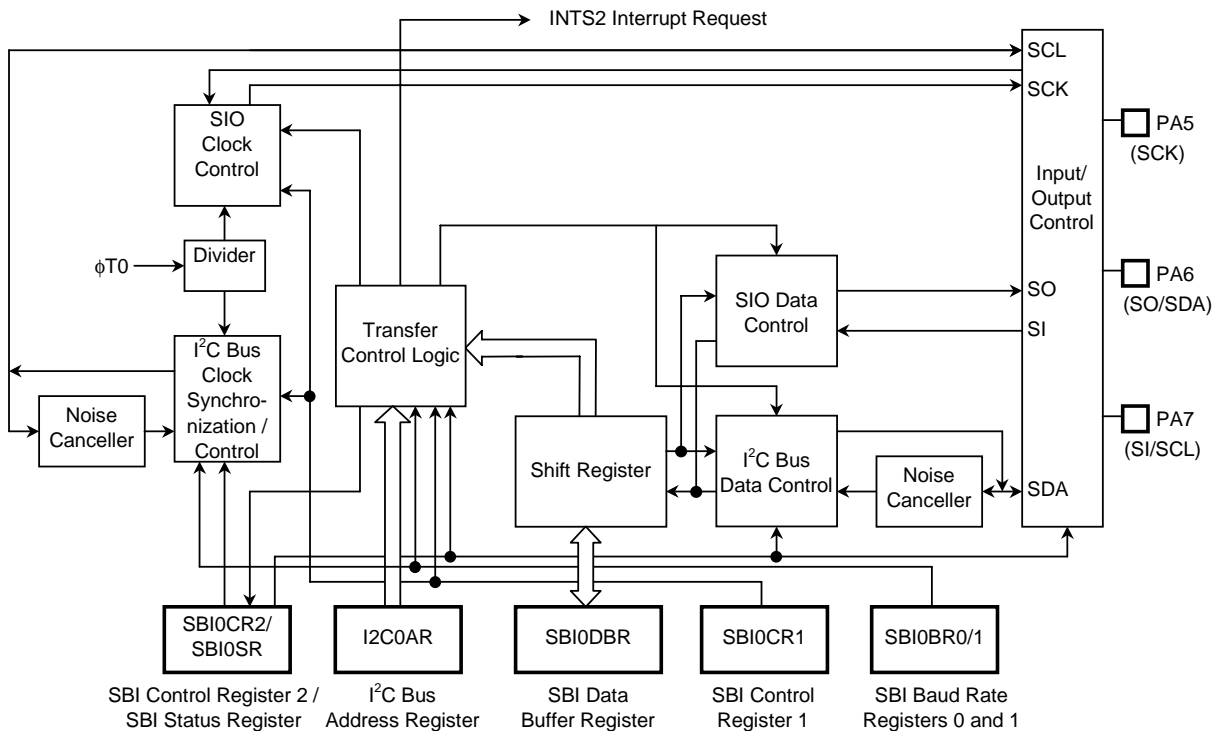 INTS2 Interrupt Request
SCL
SCK
SIO
Clock
Control
PA5
(SCK)
Input/
Output
Control
Divider
φT0
PA6
(SO/SDA)
SO
SI
SIO Data
Control
Transfer
Control Logic
I²C Bus
Clock
Synchro-
nization /
Control
Noise
Canceller
PA7
(SI/SCL)
Shift Register
I²C Bus
Data Control
Noise
Canceller
SDA
SBI0CR2/
SBI0SR
I2C0AR
SBI0DBR
SBI0CR1
SBI0BR0/1
SBI Control Register 2 /
SBI Status Register
I²C Bus
Address Register
SBI Data
Buffer Register
SBI Control
Register 1
SBI Baud Rate
Registers 0 and 1